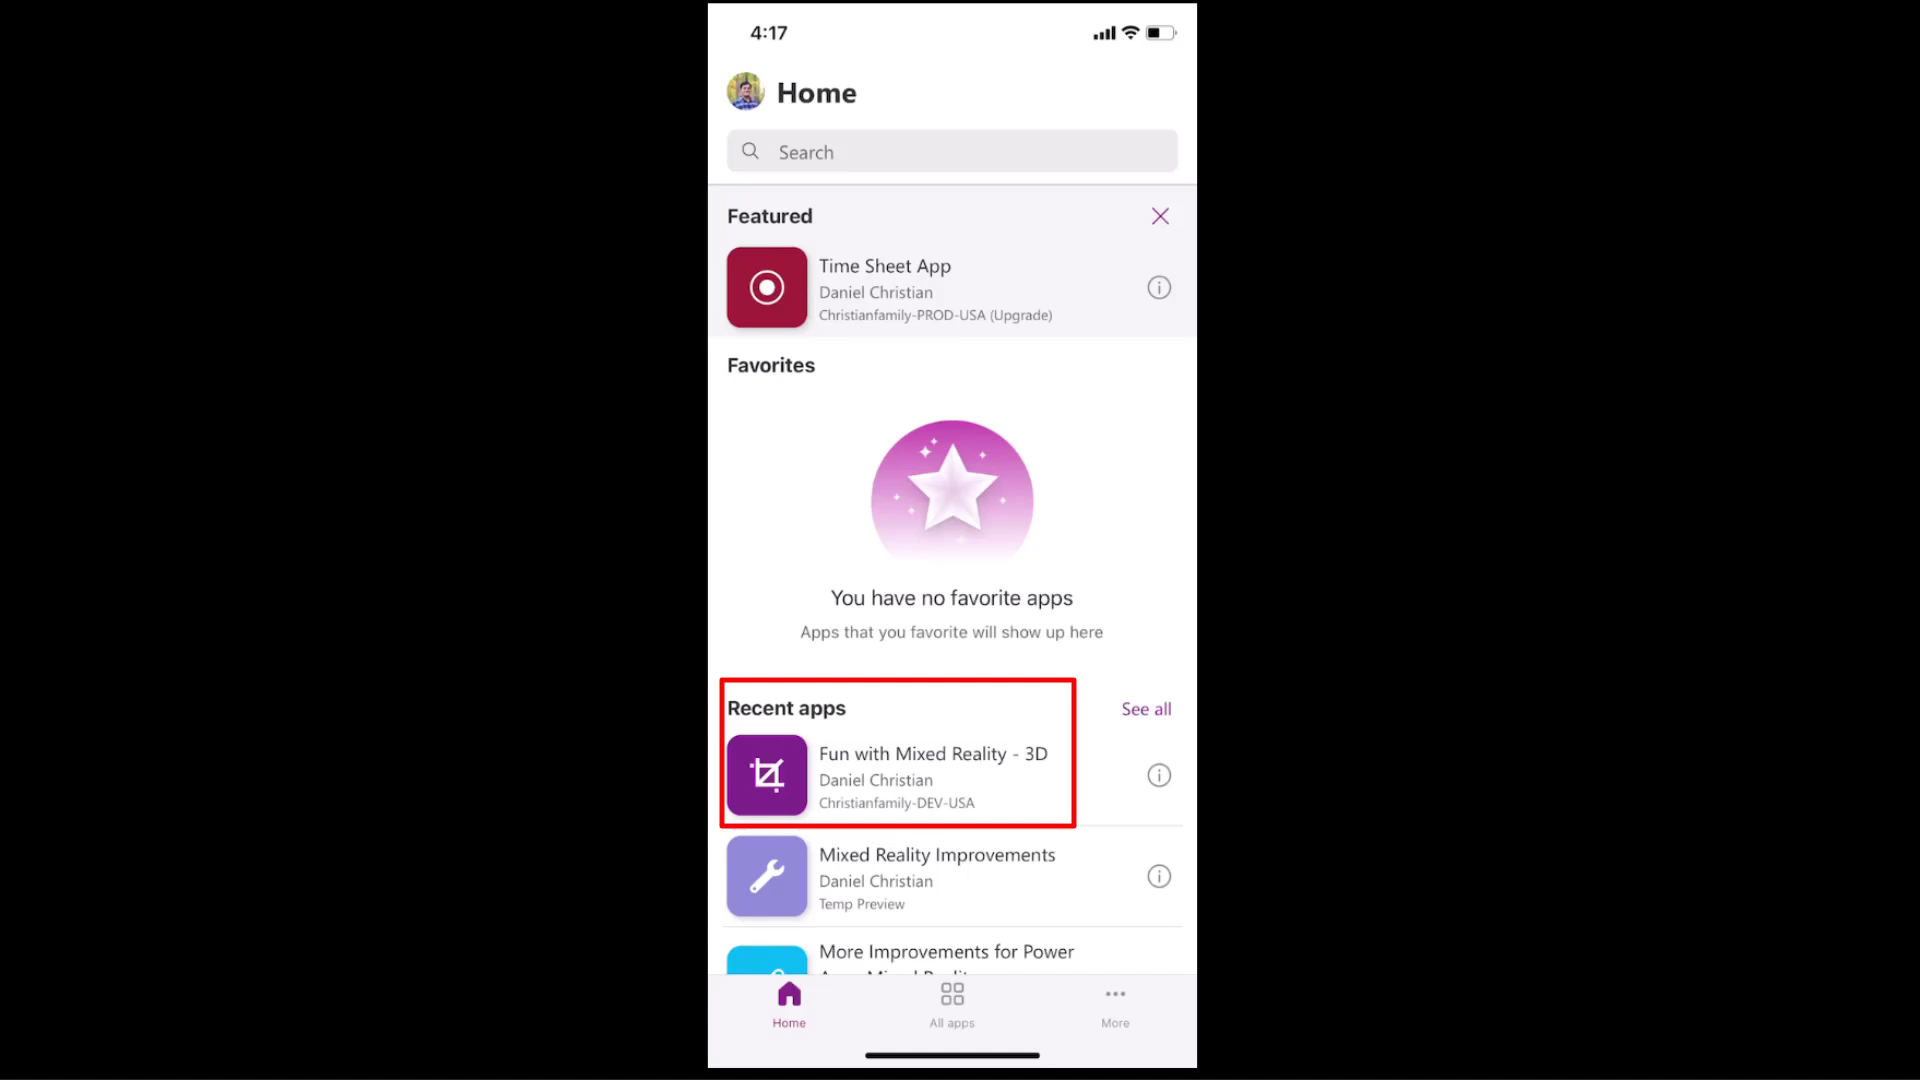 4:17
Home
Search
Featured
Time Sheet App
Daniel Christian
Christianfamily-PROD-USA (Upgrade)
Favorites
You have no favorite apps
Apps that you favorite will show up here
Recent apps
See all
Fun with Mixed Reality - 3D
Daniel Christian
Christianfamily-DEV-USA
Mixed Reality Improvements
Daniel Christian
Temp Preview
More Improvements for Power
Home
All apps
More